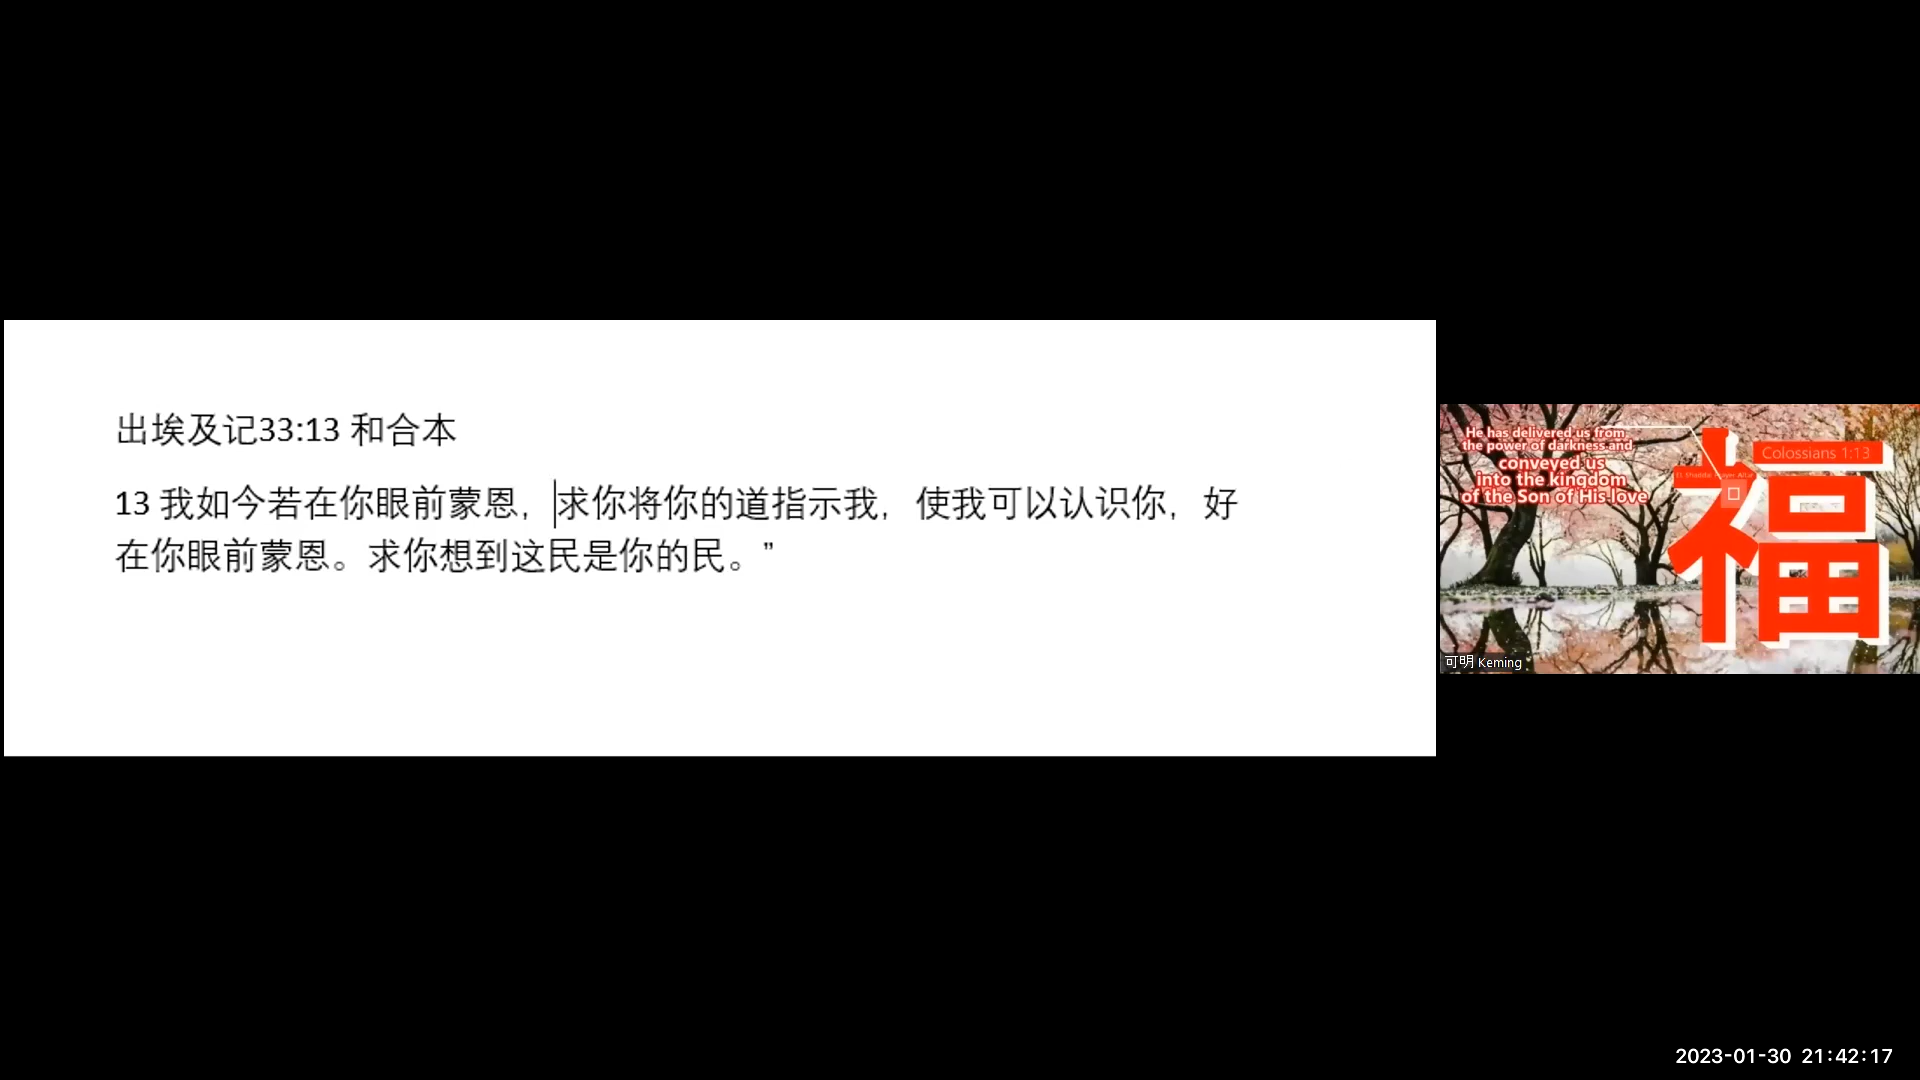 出埃及记33:13 和合本
13 我如今若在你眼前蒙恩，求你将你的道指示我，使我可以认识你，好
在你眼前蒙恩。求你想到这民是你的民。”
He has delivered us from
the power of darkness and
conveyed us
into the kingdom
of the Son of His love
Colossians 1:13
福
可明 Keming
2023-01-30 21:42:17